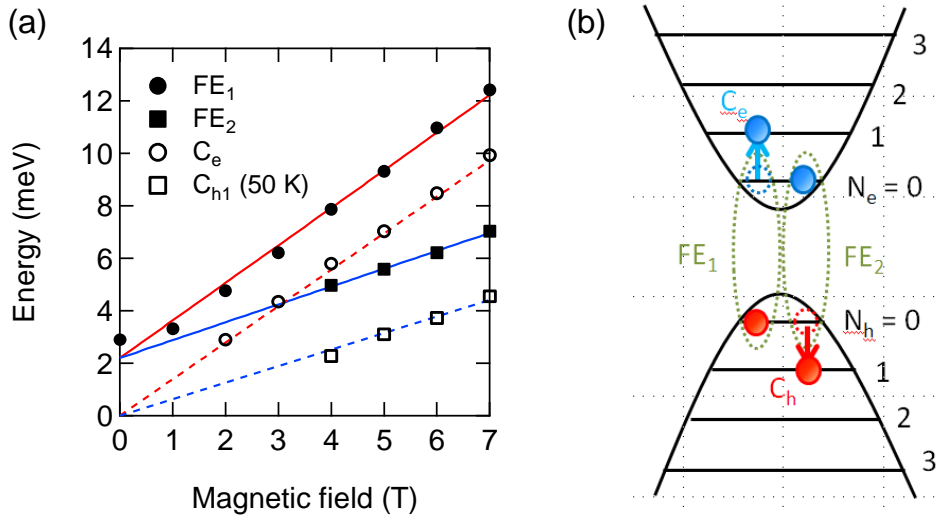 (a)
14
12
10
8
6
4
2
0
Energy (meV)
FE₁
FE₂
Cₑ
Cₕ₁ (50 K)
0 1 2 3 4 5 6 7
Magnetic field (T)
(b)
3
2
Cₑ
1
Nₑ = 0
FE₁
FE₂
Nₕ = 0
1
Cₕ
2
3